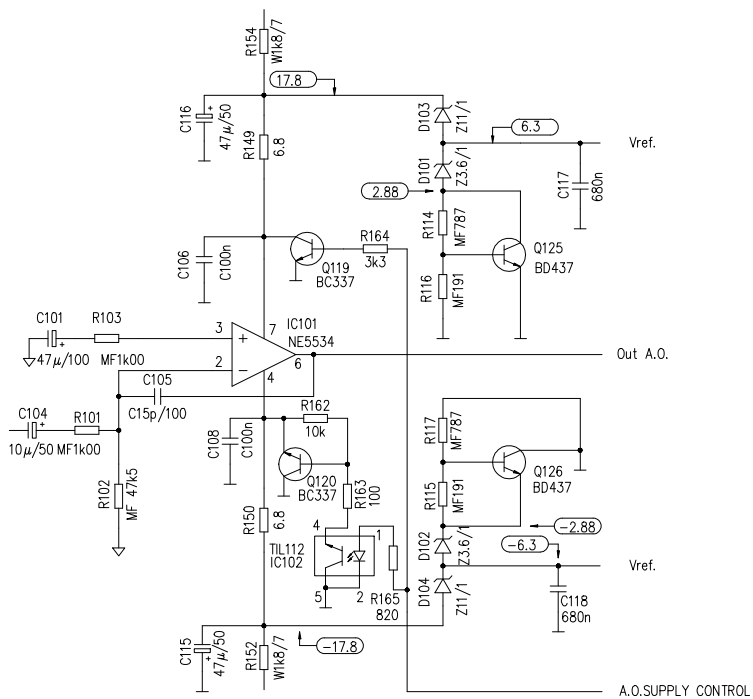 R154
W1k8/7
17.8
C116
+
47μ/50
R149
6.8
D103
Z11/1
6.3
Vref.
D101
Z3.6/1
C117
680n
2.88
R114
MF787
C106
C100n
Q119
BC337
R164
3k3
Q125
BD437
R116
MF191
IC101
NE5534
C101
+
47μ/100
R103
MF1k00
3
+
7
2
−
6
4
Out A.O.
C105
C15p/100
C104
+
10μ/50
R101
MF1k00
R102
MF 47k5
C108
C100n
R162
10k
Q120
BC337
R163
100
R117
MF787
Q126
BD437
R115
MF191
R150
6.8
4
1
TIL112
IC102
5
2
R165
820
−2.88
D102
Z3.6/1
−6.3
Vref.
D104
Z11/1
C118
680n
C115
+
47μ/50
−17.8
R152
W1k8/7
A.O.SUPPLY CONTROL